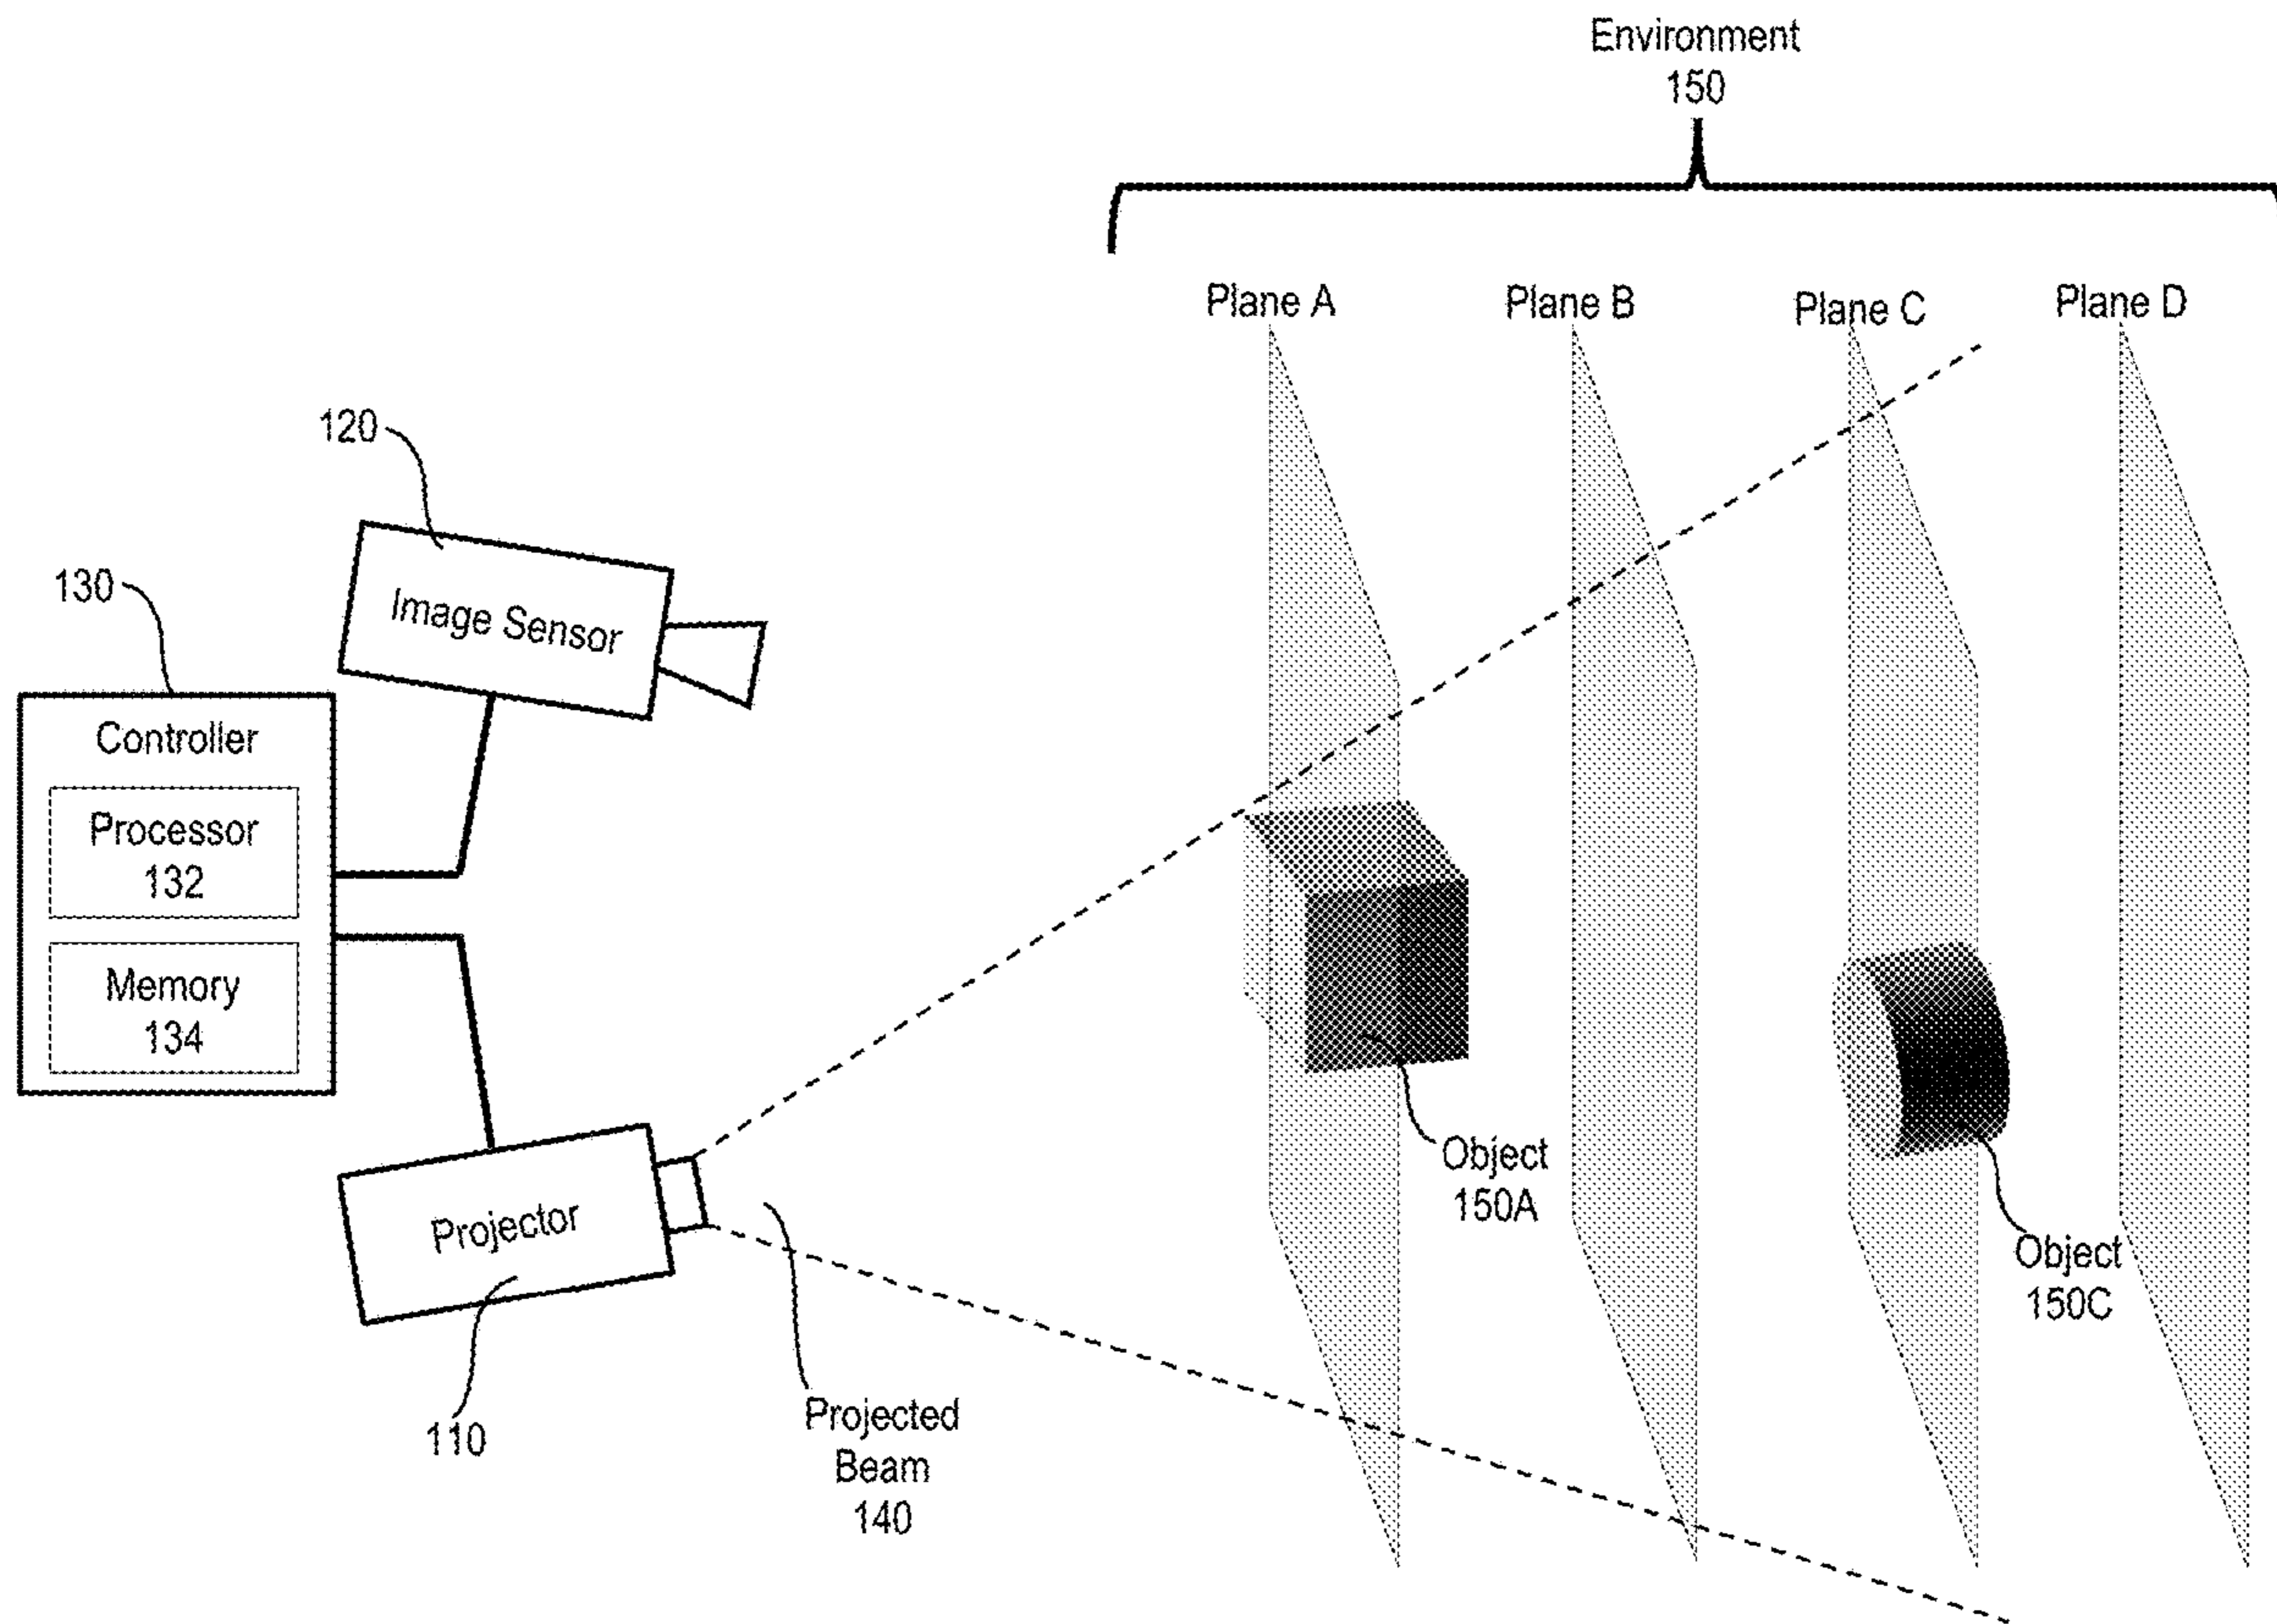 Environment
150
Plane A
Plane B
Plane C
Plane D
120
Image Sensor
130
Controller
Processor
132
Memory
134
Projector
110
Projected
Beam
140
Object
150A
Object
150C